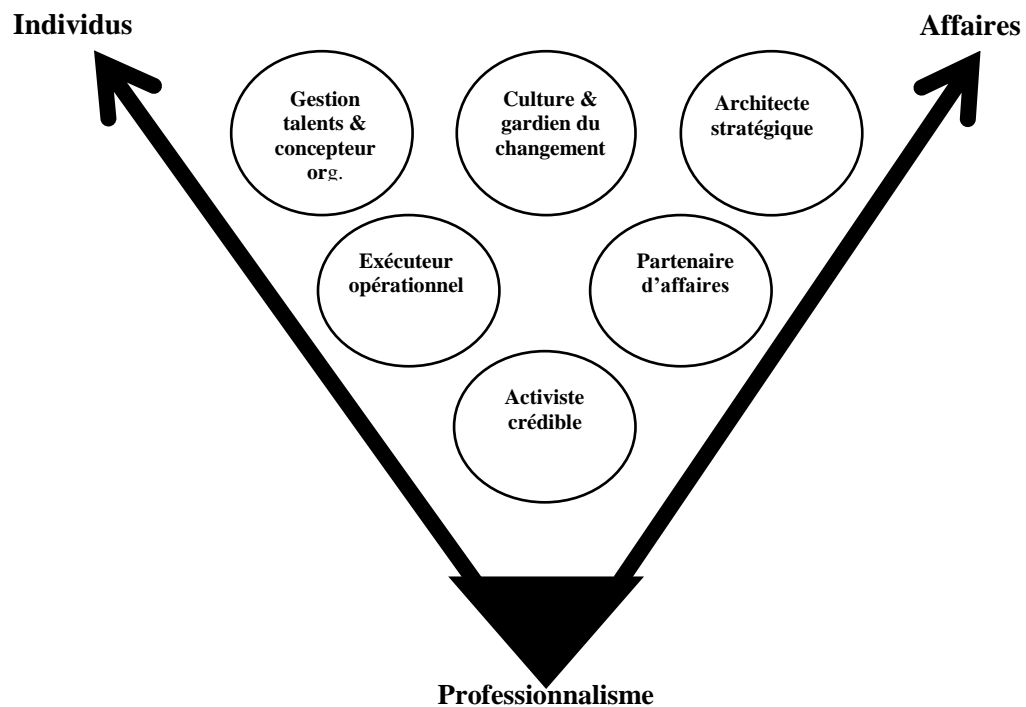 Individus
Affaires
Gestion
talents &
concepteur
org.
Culture &
gardien du
changement
Architecte
stratégique
Exécuteur
opérationnel
Partenaire
d’affaires
Activiste
crédible
Professionnalisme